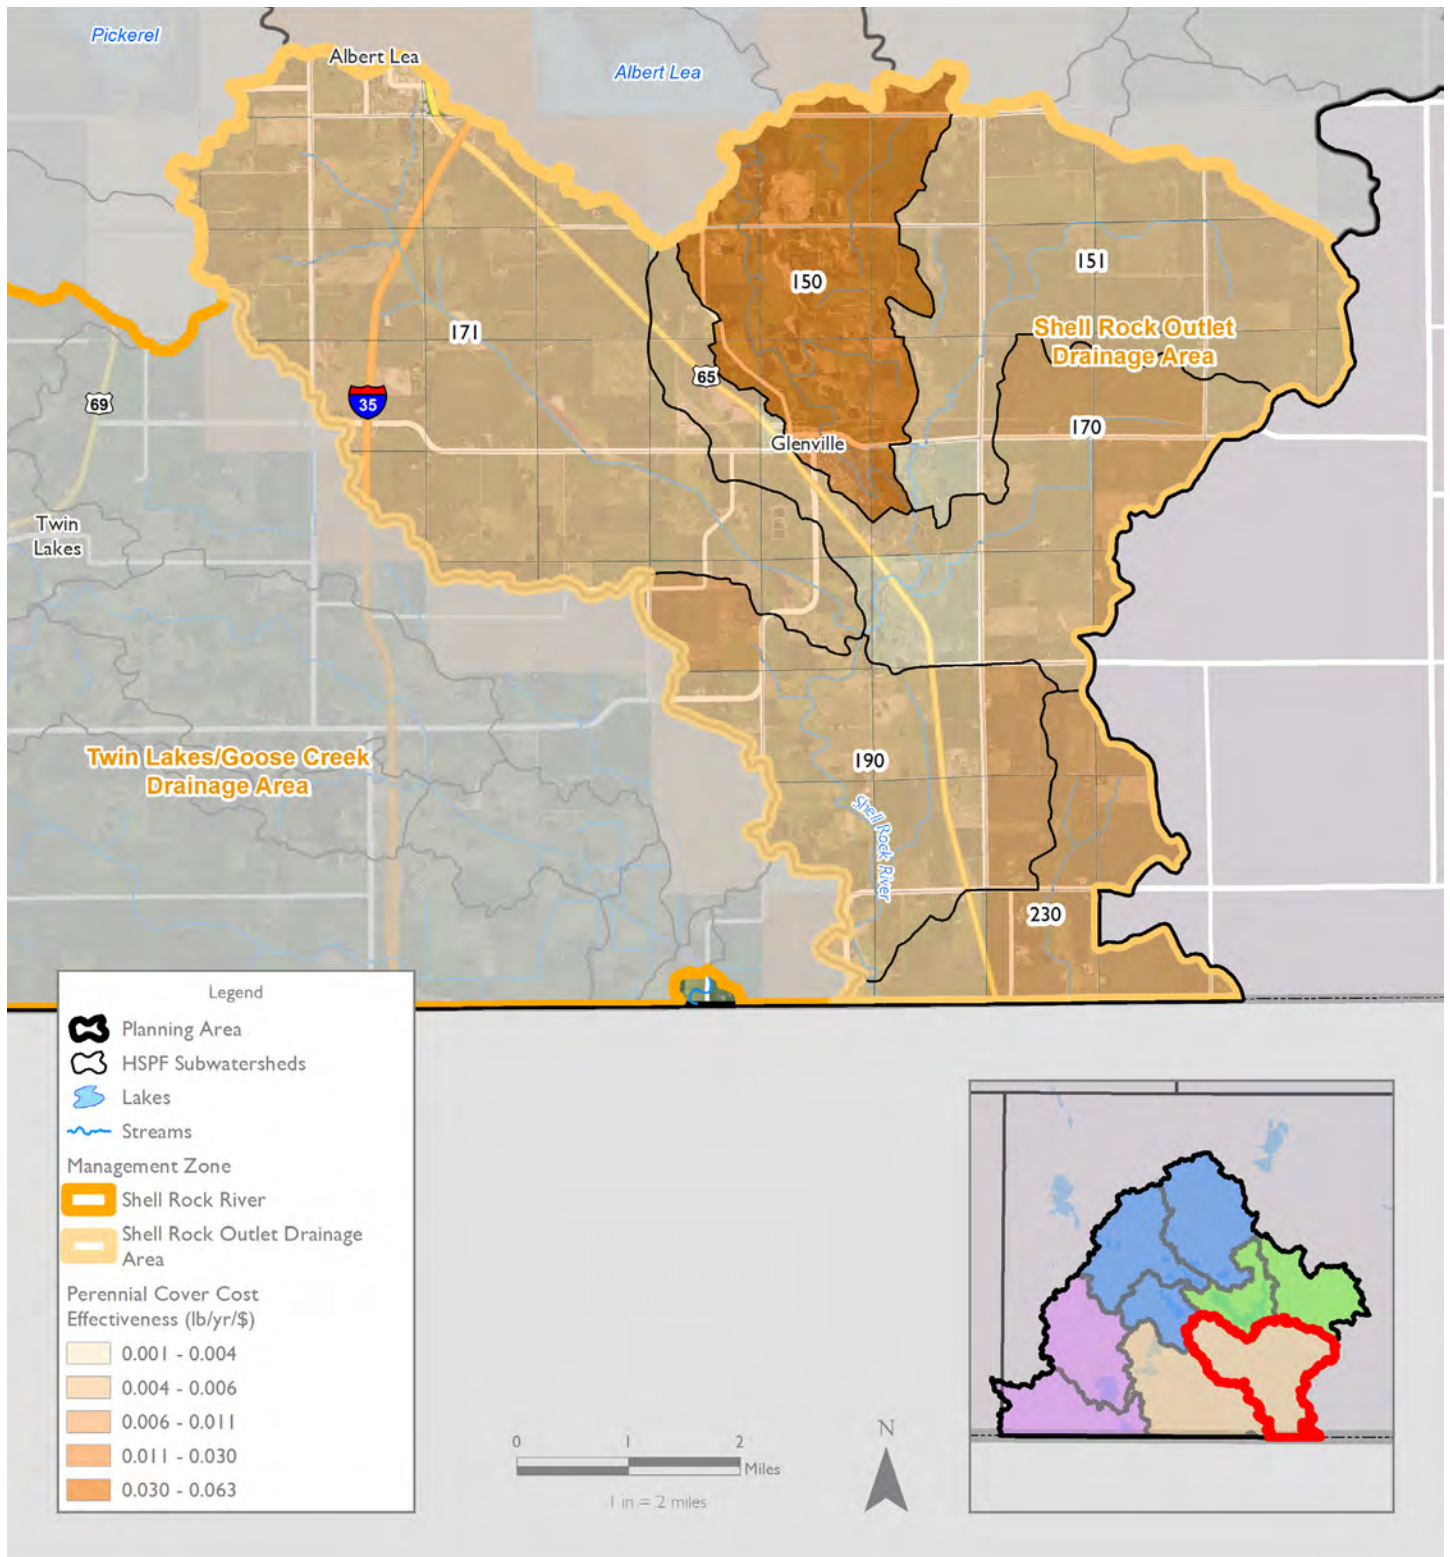 Pickerel
Albert Lea
Albert Lea
150
151
Shell Rock Outlet
Drainage Area
171
65
69
35
170
Glenville
Twin
Lakes
Twin Lakes/Goose Creek
Drainage Area
190
Shell Rock River
230
Legend
Planning Area
HSPF Subwatersheds
Lakes
Streams
Management Zone
Shell Rock River
Shell Rock Outlet Drainage
Area
Perennial Cover Cost
Effectiveness (lb/yr/$)
0.001 - 0.004
0.004 - 0.006
0.006 - 0.011
0.011 - 0.030
0.030 - 0.063
0 1 2
Miles
1 in = 2 miles
N